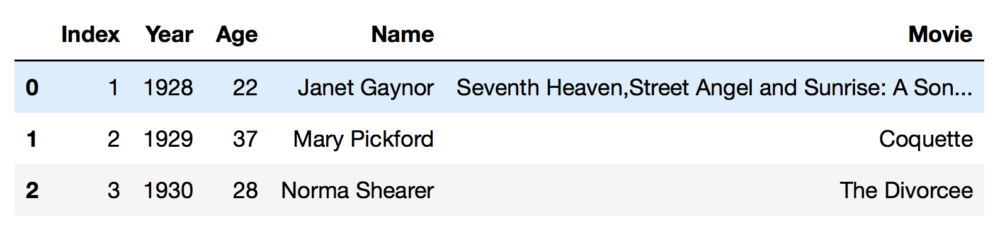 Index Year Age Name Movie
0 1 1928 22 Janet Gaynor Seventh Heaven,Street Angel and Sunrise: A Son...
1 2 1929 37 Mary Pickford Coquette
2 3 1930 28 Norma Shearer The Divorcee